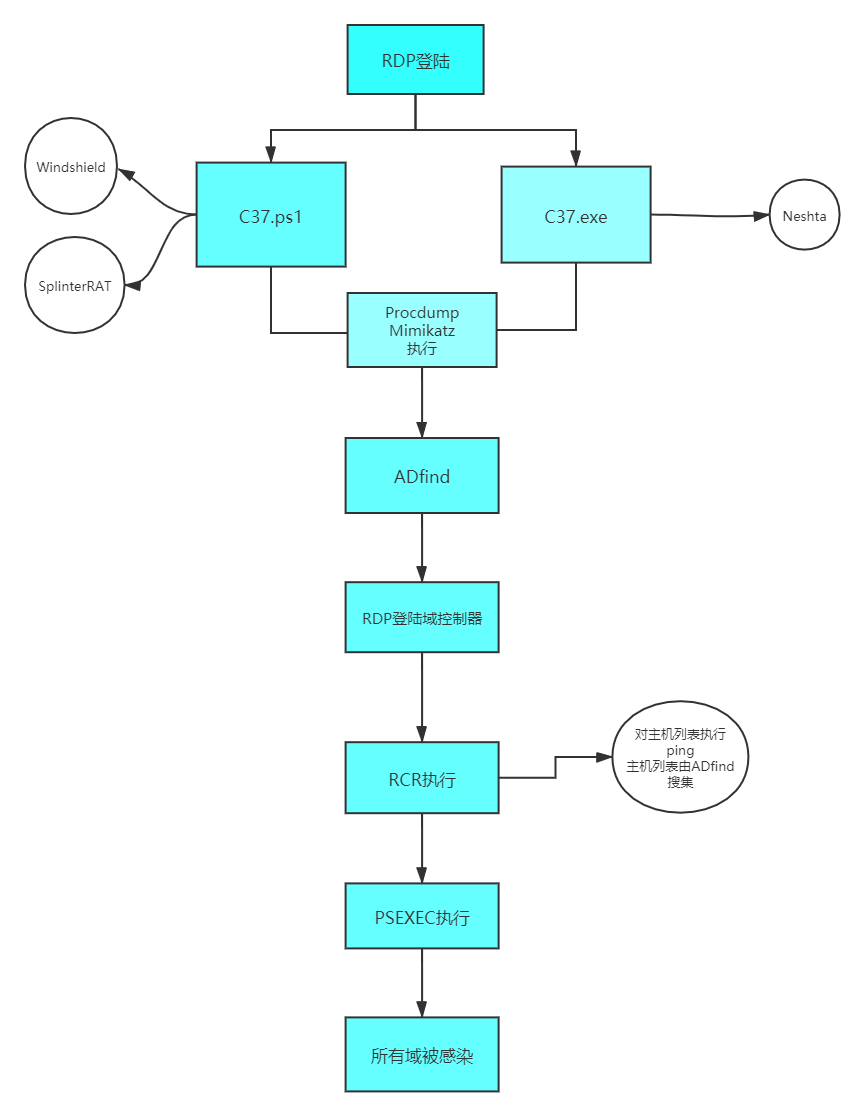 RDP登陆
Windshield
C37.ps1
C37.exe
Neshta
SplinterRAT
Procdump
Mimikatz
执行
ADfind
RDP登陆域控制器
RCR执行
对主机列表执行
ping
主机列表由ADfind
搜集
PSEXEC执行
所有域被感染